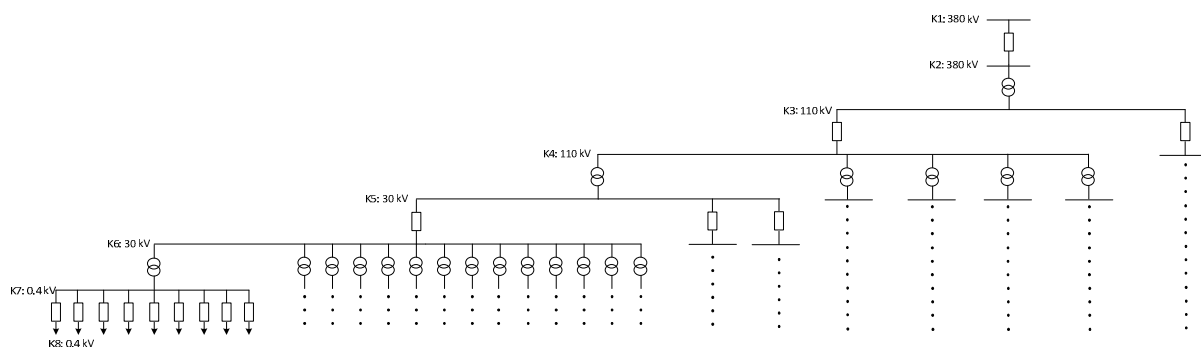 K1: 380 kV
K2: 380 kV
K3: 110 kV
K4: 110 kV
K5: 30 kV
K6: 30 kV
K7: 0.4 kV
K8: 0.4 kV